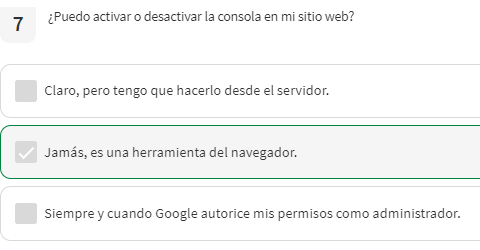 7
¿Puedo activar o desactivar la consola en mi sitio web?
Claro, pero tengo que hacerlo desde el servidor.
Jamás, es una herramienta del navegador.
Siempre y cuando Google autorice mis permisos como administrador.